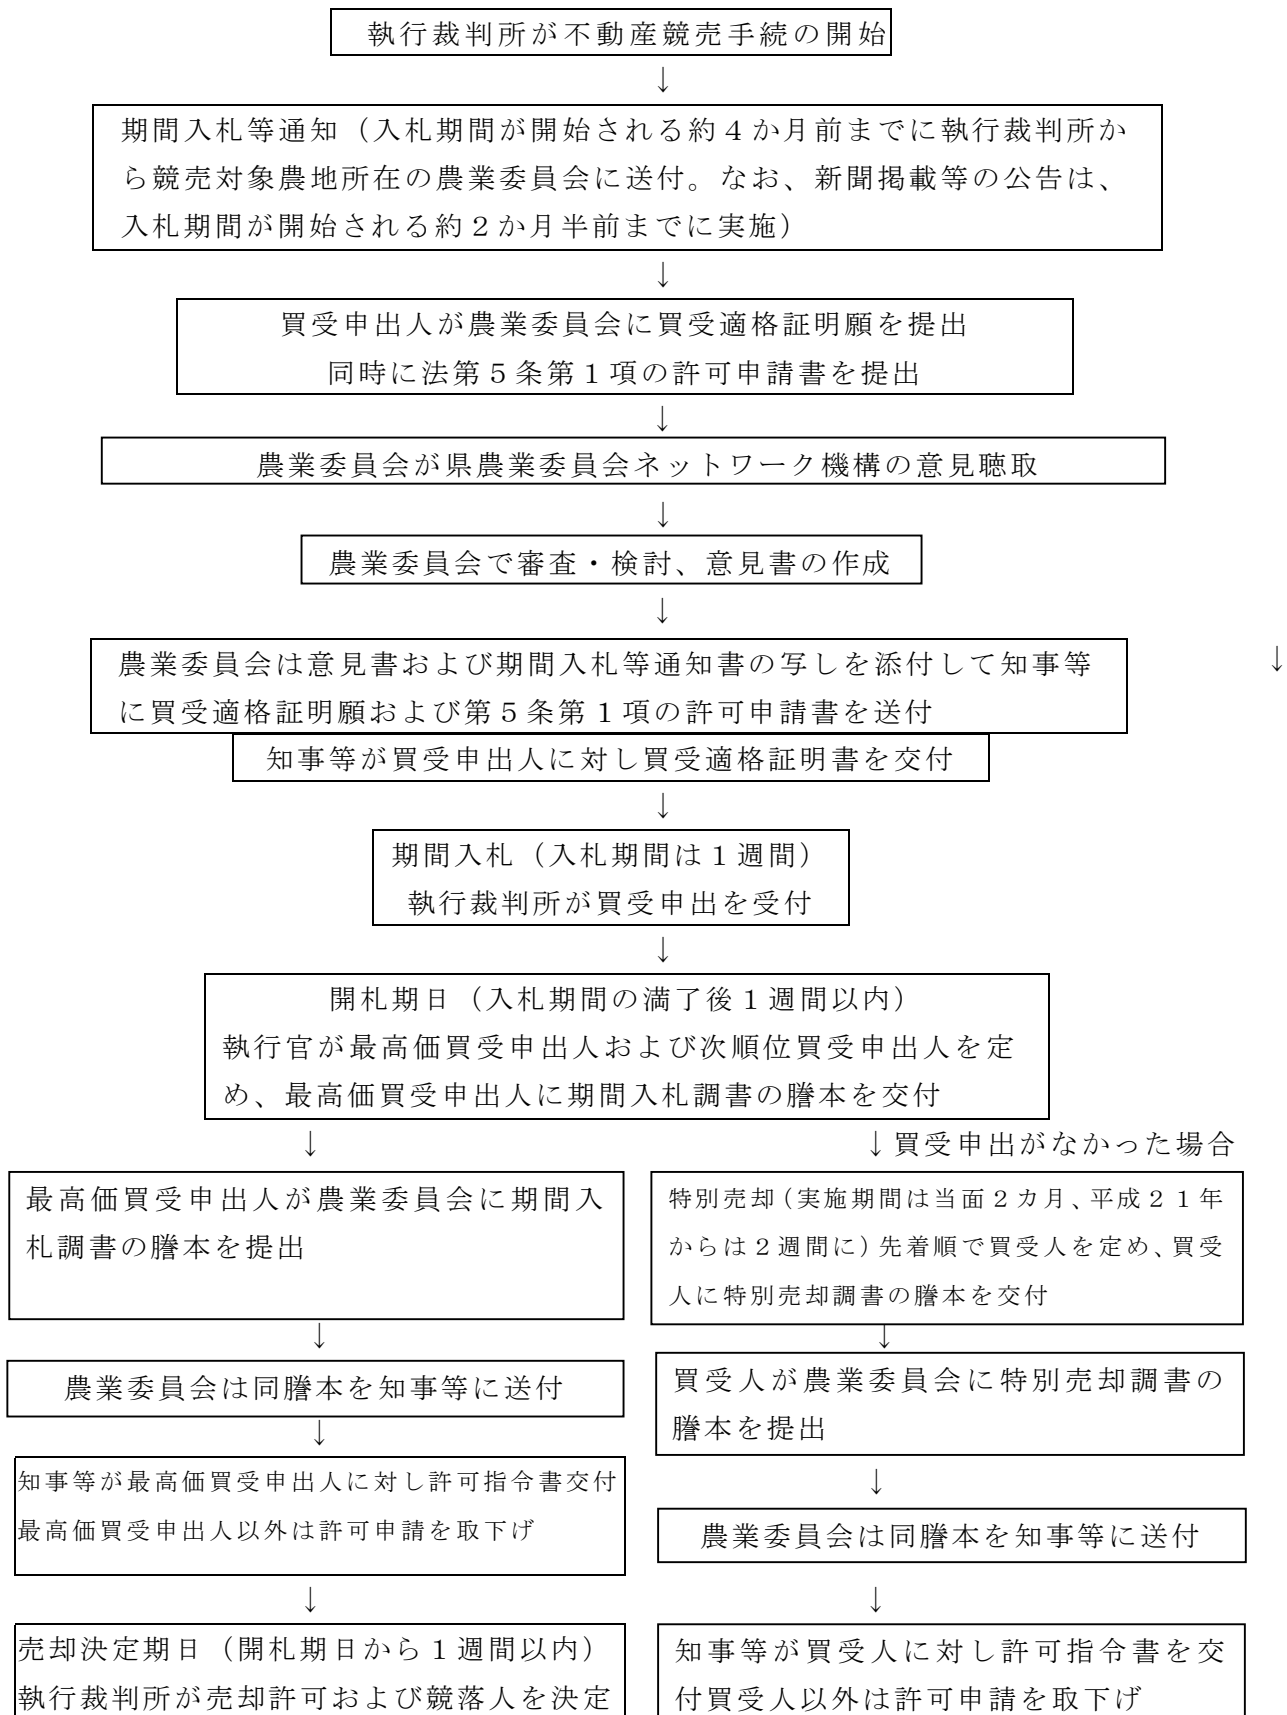 執行裁判所が不動産競売手続の開始
↓
期間入札等通知（入札期間が開始される約４か月前までに執行裁判所か
ら競売対象農地所在の農業委員会に送付。なお、新聞掲載等の公告は、
入札期間が開始される約２か月半前までに実施）
↓
買受申出人が農業委員会に買受適格証明願を提出
同時に法第５条第１項の許可申請書を提出
↓
農業委員会が県農業委員会ネットワーク機構の意見聴取
↓
農業委員会で審査・検討、意見書の作成
↓
農業委員会は意見書および期間入札等通知書の写しを添付して知事等
に買受適格証明願および第５条第１項の許可申請書を送付
↓
知事等が買受申出人に対し買受適格証明書を交付
↓
期間入札（入札期間は１週間）
執行裁判所が買受申出を受付
↓
開札期日（入札期間の満了後１週間以内）
執行官が最高価買受申出人および次順位買受申出人を定
め、最高価買受申出人に期間入札調書の謄本を交付
↓
最高価買受申出人が農業委員会に期間入
札調書の謄本を提出
↓
農業委員会は同謄本を知事等に送付
↓
知事等が最高価買受申出人に対し許可指令書交付
最高価買受申出人以外は許可申請を取下げ
↓
売却決定期日（開札期日から１週間以内）
執行裁判所が売却許可および競落人を決定
↓買受申出がなかった場合
特別売却（実施期間は当面２カ月、平成２１年
からは２週間に）先着順で買受人を定め、買受
人に特別売却調書の謄本を交付
↓
買受人が農業委員会に特別売却調書の
謄本を提出
↓
農業委員会は同謄本を知事等に送付
↓
知事等が買受人に対し許可指令書を交
付買受人以外は許可申請を取下げ